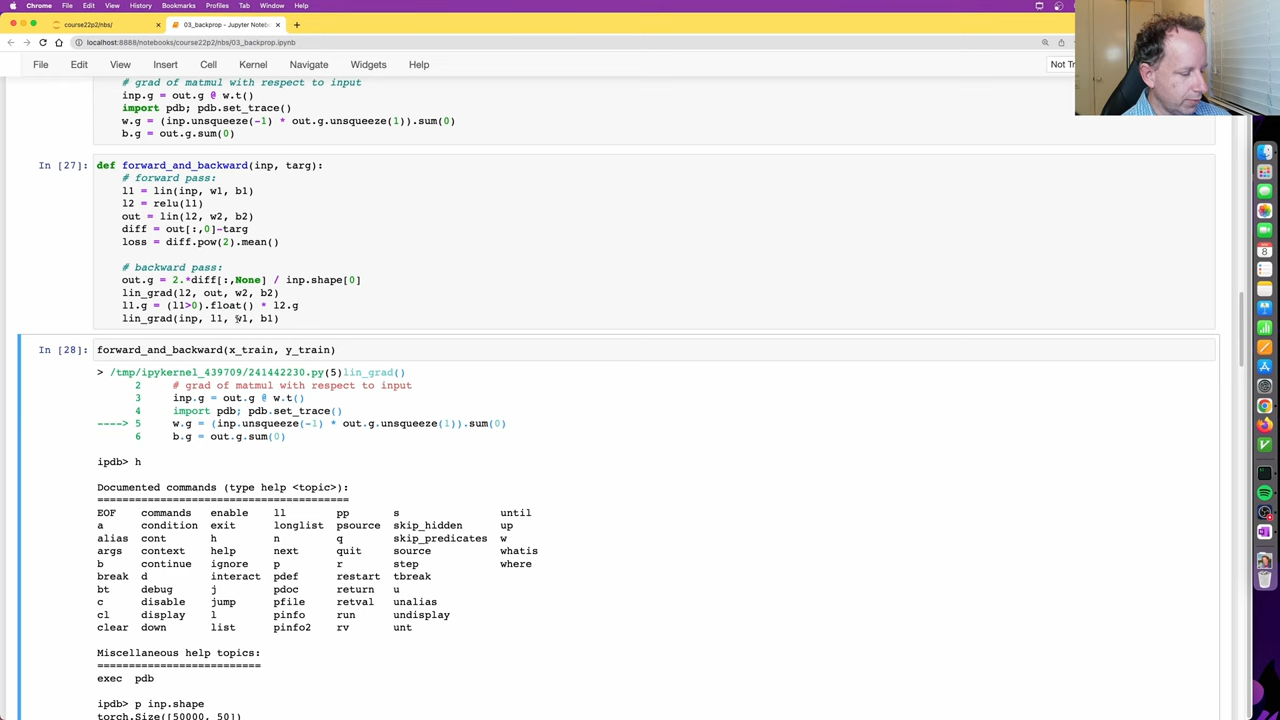 Chrome File Edit View History Bookmarks Profiles Tab Window Help
course22p2/nbs/
03_backprop - Jupyter Notebook
localhost:8888/notebooks/course22p2/nbs/03_backprop.ipynb
File Edit View Insert Cell Kernel Navigate Widgets Help
Not Tr
# grad of matmul with respect to input
inp.g = out.g @ w.t()
import pdb; pdb.set_trace()
w.g = (inp.unsqueeze(-1) * out.g.unsqueeze(1)).sum(0)
b.g = out.g.sum(0)
In [27]: def forward_and_backward(inp, targ):
# forward pass:
l1 = lin(inp, w1, b1)
l2 = relu(l1)
out = lin(l2, w2, b2)
diff = out[:,0]-targ
loss = diff.pow(2).mean()
# backward pass:
out.g = 2.*diff[:,None] / inp.shape[0]
lin_grad(l2, out, w2, b2)
l1.g = (l1>0).float() * l2.g
lin_grad(inp, l1, w1, b1)
In [28]: forward_and_backward(x_train, y_train)
> /tmp/ipykernel_439709/241442230.py(5)lin_grad()
2 # grad of matmul with respect to input
3 inp.g = out.g @ w.t()
4 import pdb; pdb.set_trace()
----> 5 w.g = (inp.unsqueeze(-1) * out.g.unsqueeze(1)).sum(0)
6 b.g = out.g.sum(0)
ipdb> h
Documented commands (type help <topic>):
========================================
EOF commands enable ll pp s until
a condition exit longlist psource skip_hidden up
alias cont h n q skip_predicates w
args context help next quit source whatis
b continue ignore p r step where
break d interact pdef restart tbreak
bt debug j pdoc return u
c disable jump pfile retval unalias
cl display l pinfo run undisplay
clear down list pinfo2 rv unt
Miscellaneous help topics:
==========================
exec pdb
ipdb> p inp.shape
torch.Size([50000, 50])